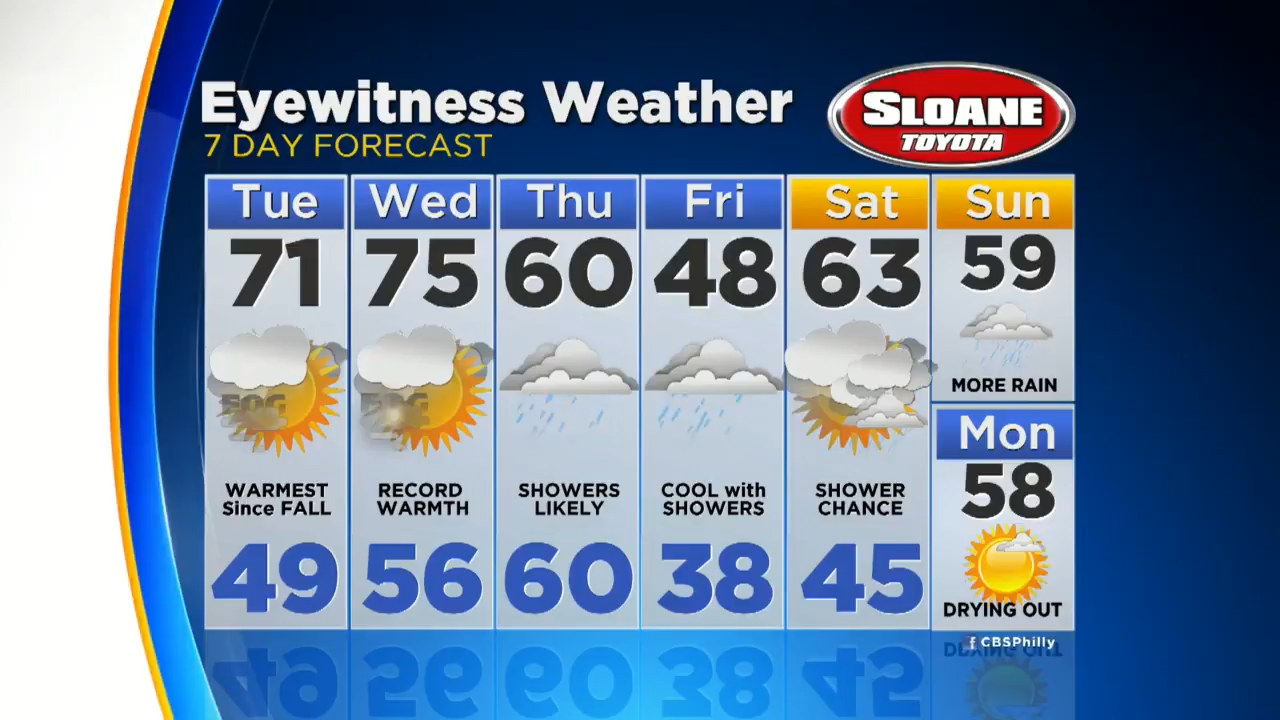 Eyewitness Weather
7 DAY FORECAST
SLOANE
TOYOTA
Tue
71
FOG
WARMEST
Since FALL
49
Wed
75
FOG
RECORD
WARMTH
56
Thu
60
SHOWERS
LIKELY
60
Fri
48
COOL with
SHOWERS
38
Sat
63
SHOWER
CHANCE
45
Sun
59
MORE RAIN
Mon
58
DRYING OUT
f CBSPhilly